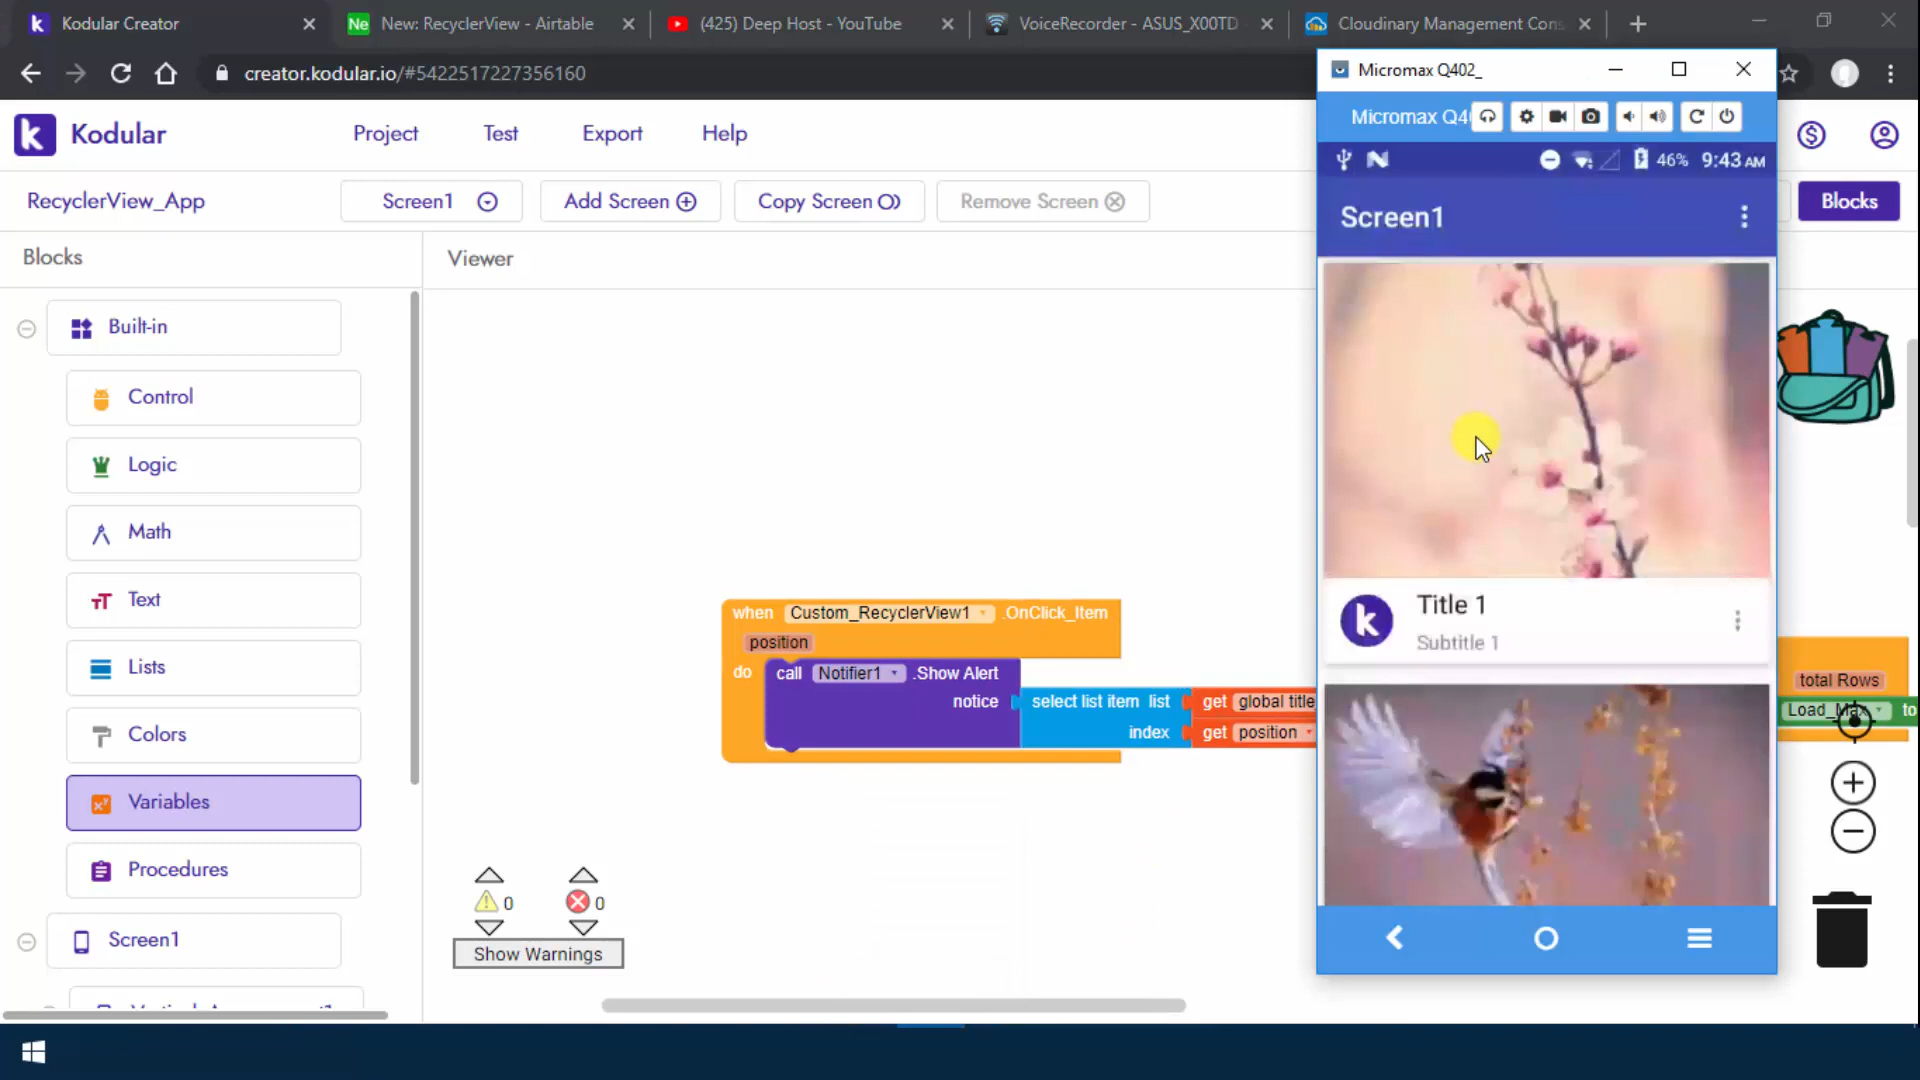 Kodular Creator
Ne
New: RecyclerView - Airtable
(425) Deep Host - YouTube
VoiceRecorder - ASUS_X00TD
Cloudinary Management Cons
creator.kodular.io/#5422517227356160
Micromax Q402_
Micromax Q4
46% 9:43 AM
k Kodular
Project
Test
Export
Help
RecyclerView_App
Screen1
Add Screen
Copy Screen
Remove Screen
Blocks
Screen1
Blocks
Viewer
Built-in
Control
Logic
Math
Text
Lists
Colors
Variables
Procedures
Screen1
when Custom_RecyclerView1 .OnClick_Item
position
do call Notifier1 .Show Alert
notice select list item list get global title
index get position
k
Title 1
Subtitle 1
total Rows
Load_Max to
0 0
Show Warnings